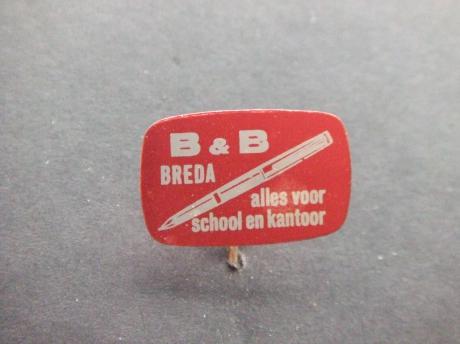 B & B
BREDA
alles voor
school en kantoor